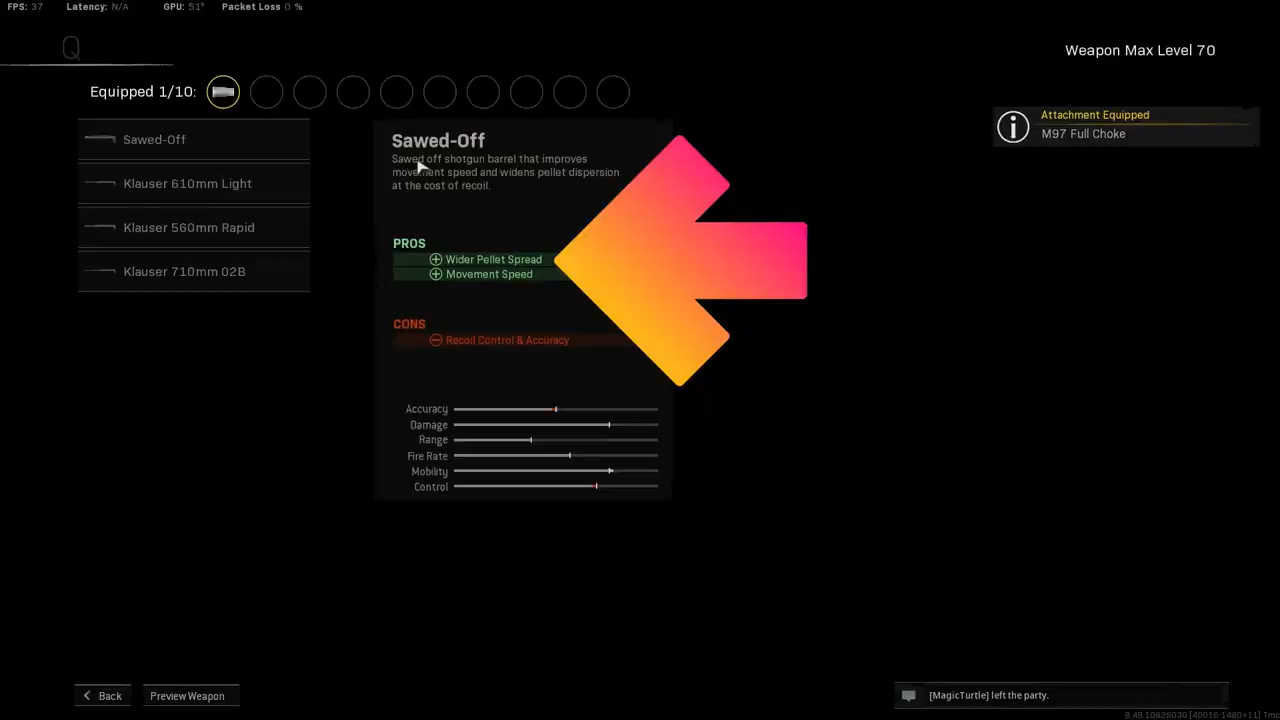 FPS: 37 Latency: N/A GPU: 51° Packet Loss 0 %
Q
Weapon Max Level 70
Equipped 1/10:
Sawed-Off
Klauser 610mm Light
Klauser 560mm Rapid
Klauser 710mm 02B
Sawed-Off
Sawed off shotgun barrel that improves
movement speed and widens pellet dispersion
at the cost of recoil.
PROS
Wider Pellet Spread
Movement Speed
CONS
Recoil Control & Accuracy
Accuracy
Damage
Range
Fire Rate
Mobility
Control
Attachment Equipped
M97 Full Choke
Back
Preview Weapon
[MagicTurtle] left the party.